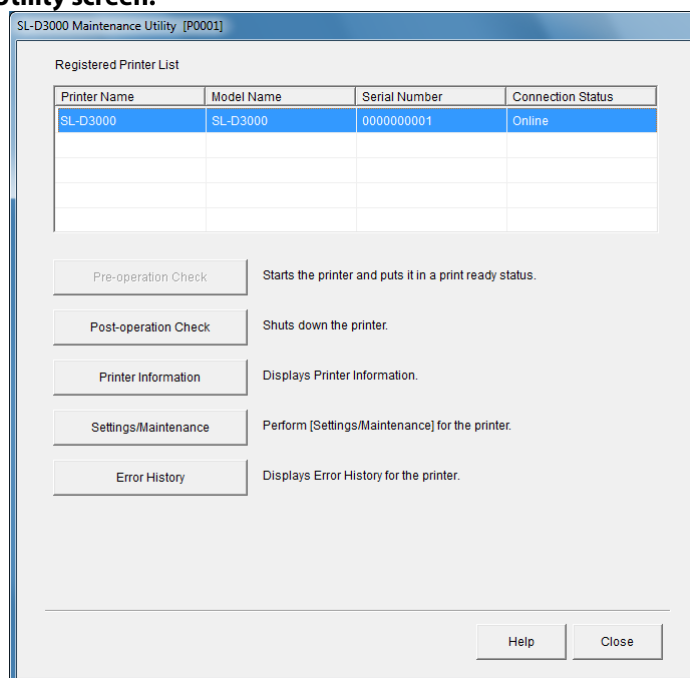 Utility screen.
SL-D3000 Maintenance Utility [P0001]
Registered Printer List
Printer Name Model Name Serial Number Connection Status
SL-D3000 SL-D3000 0000000001 Online
Pre-operation Check Starts the printer and puts it in a print ready status.
Post-operation Check Shuts down the printer.
Printer Information Displays Printer Information.
Settings/Maintenance Perform [Settings/Maintenance] for the printer.
Error History Displays Error History for the printer.
Help Close